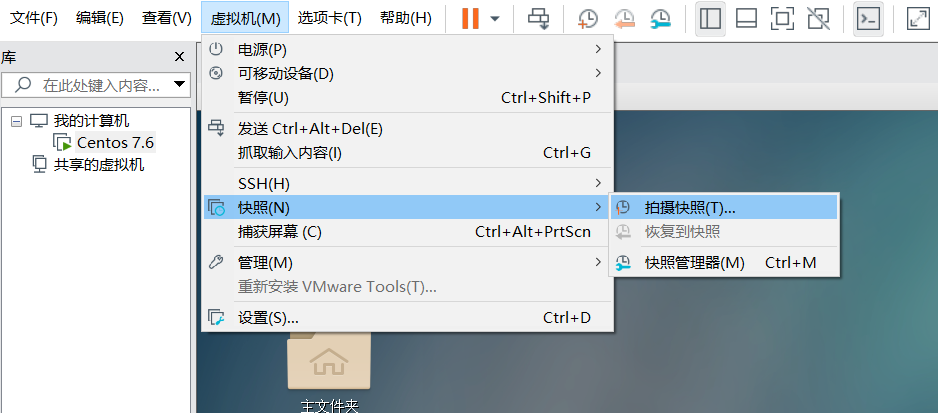 文件(F) 编辑(E) 查看(V) 虚拟机(M) 选项卡(T) 帮助(H)
库
在此处键入内容...
我的计算机
Centos 7.6
共享的虚拟机
电源(P)
可移动设备(D)
暂停(U) Ctrl+Shift+P
发送 Ctrl+Alt+Del(E)
抓取输入内容(I) Ctrl+G
SSH(H)
快照(N)
捕获屏幕 (C) Ctrl+Alt+PrtScn
管理(M)
重新安装 VMware Tools(T)...
设置(S)... Ctrl+D
拍摄快照(T)...
恢复到快照
快照管理器(M) Ctrl+M
主文件夹